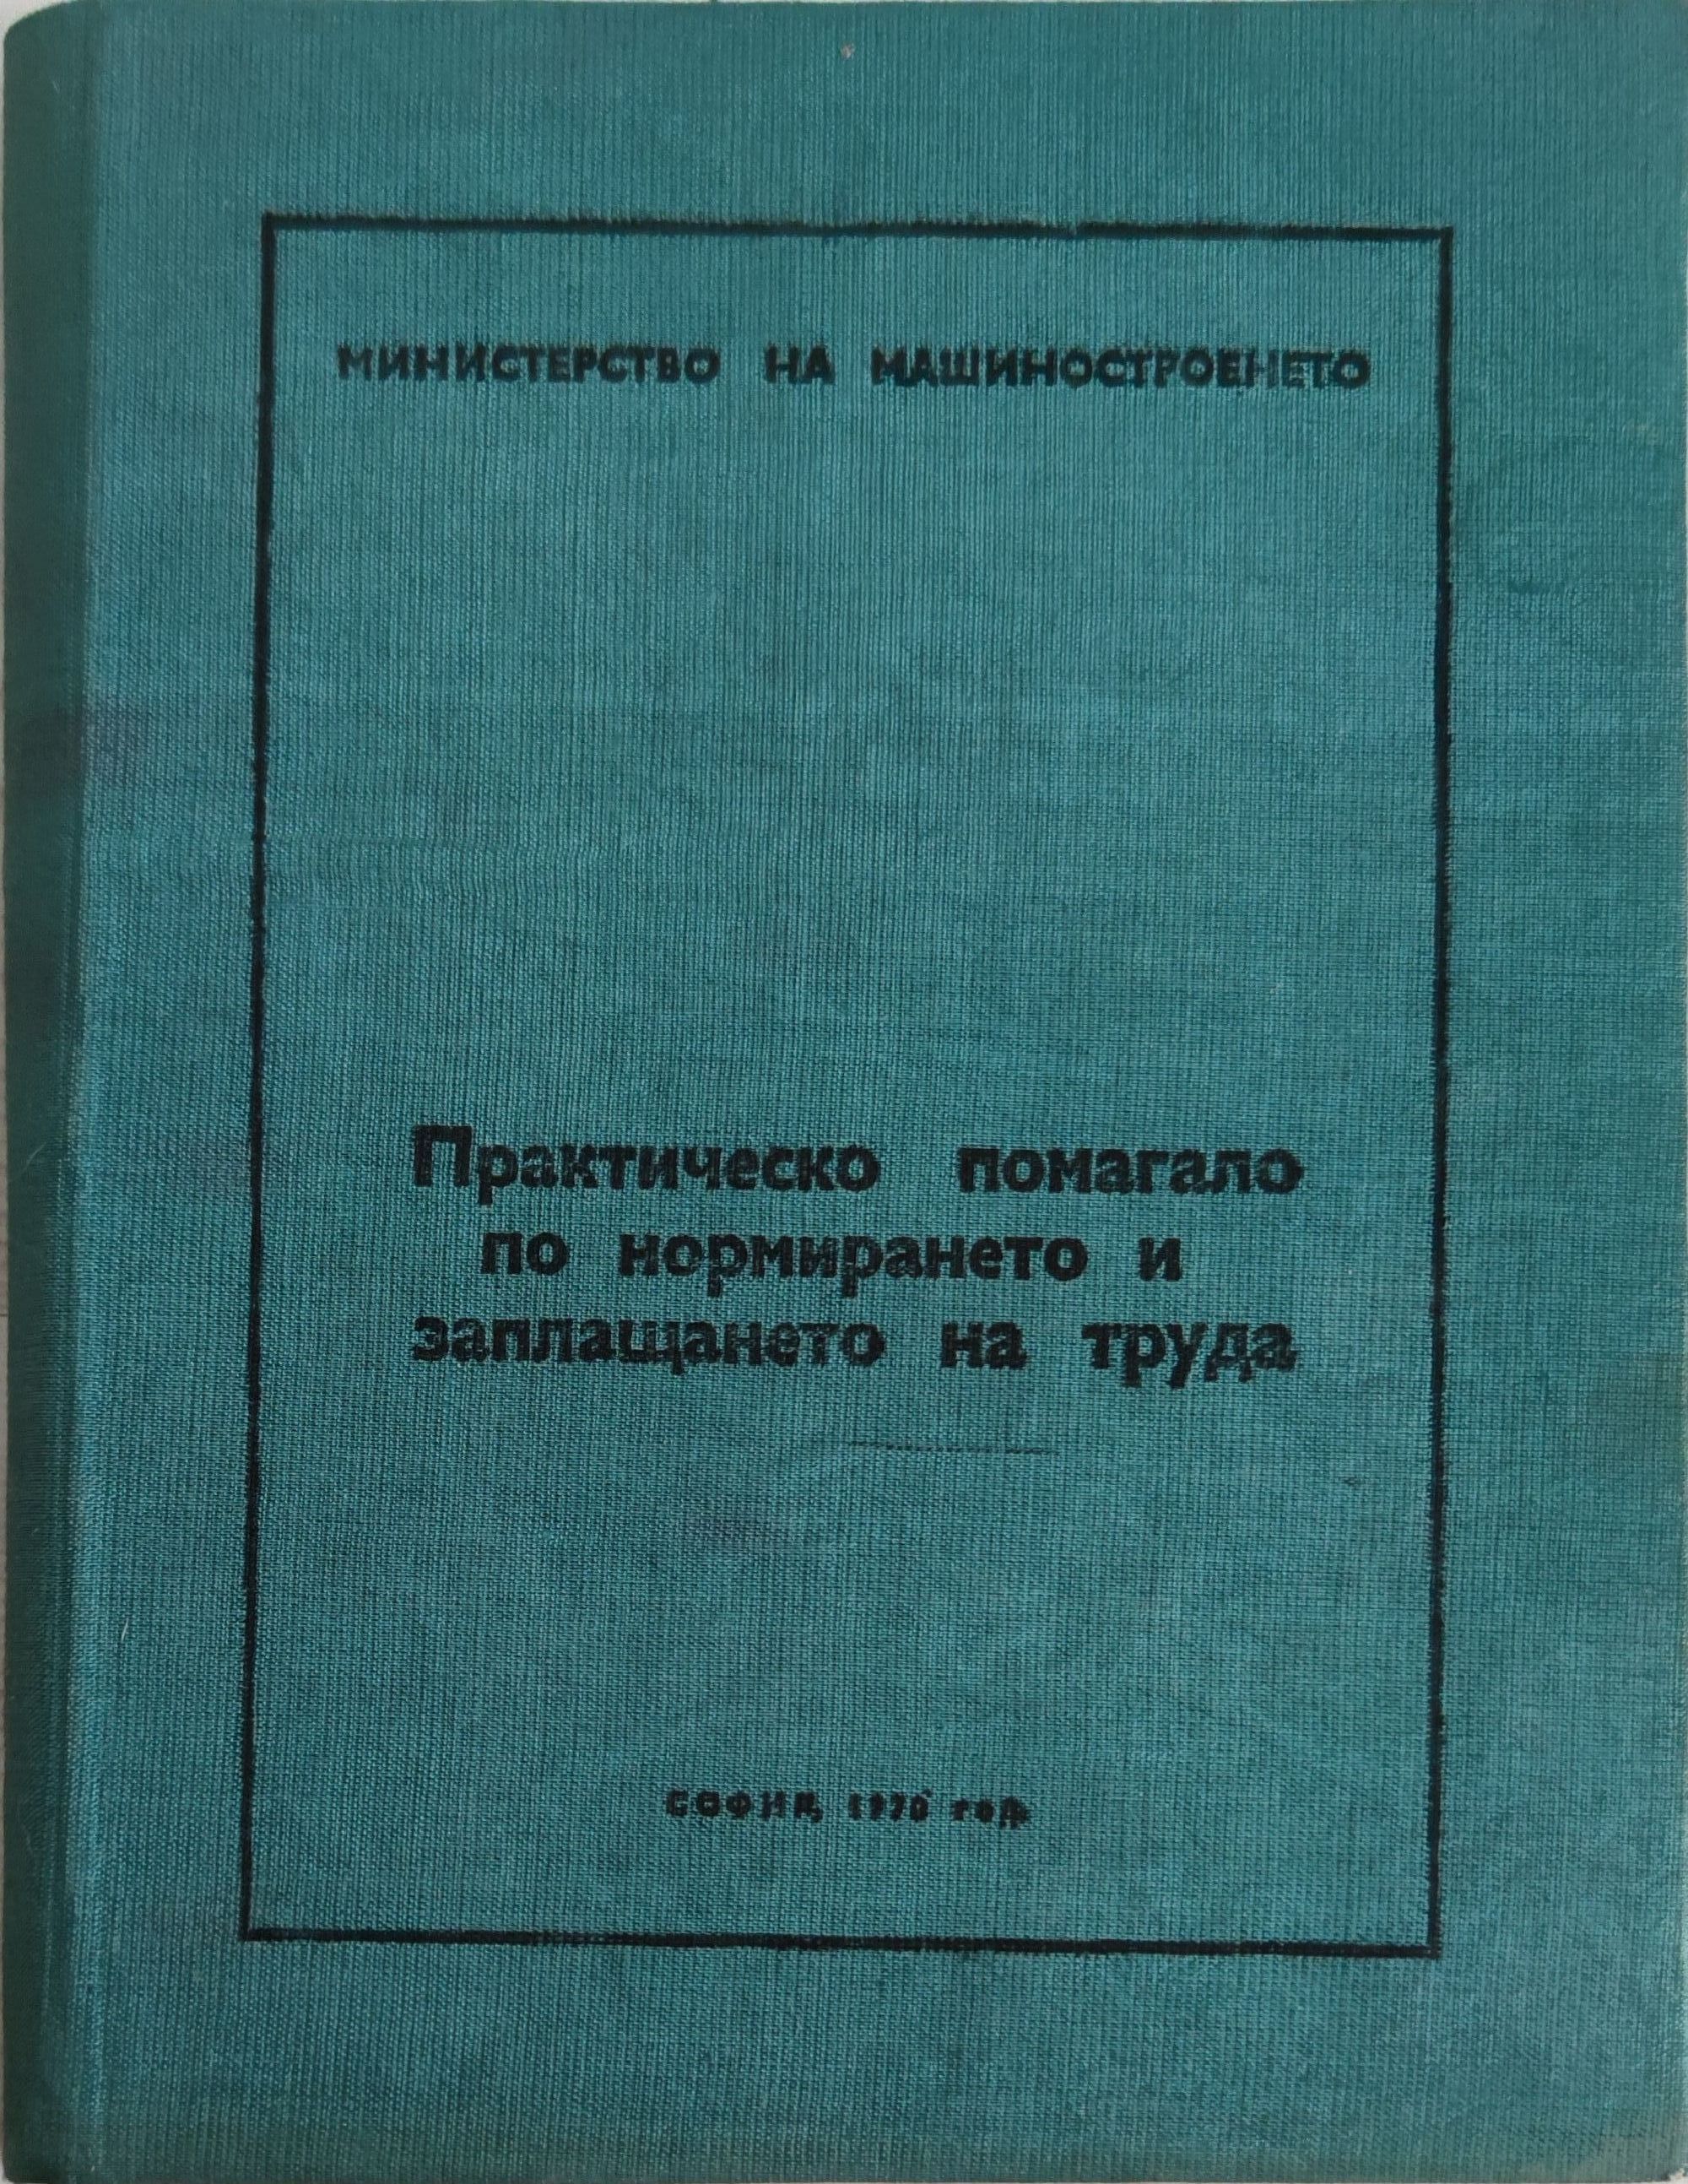 МИНИСТЕРСТВО НА МАШИНОСТРОЕНЕТО
Практическо помагало
по нормирането и
заплащането на труда
СОФИЯ, 1970 год.